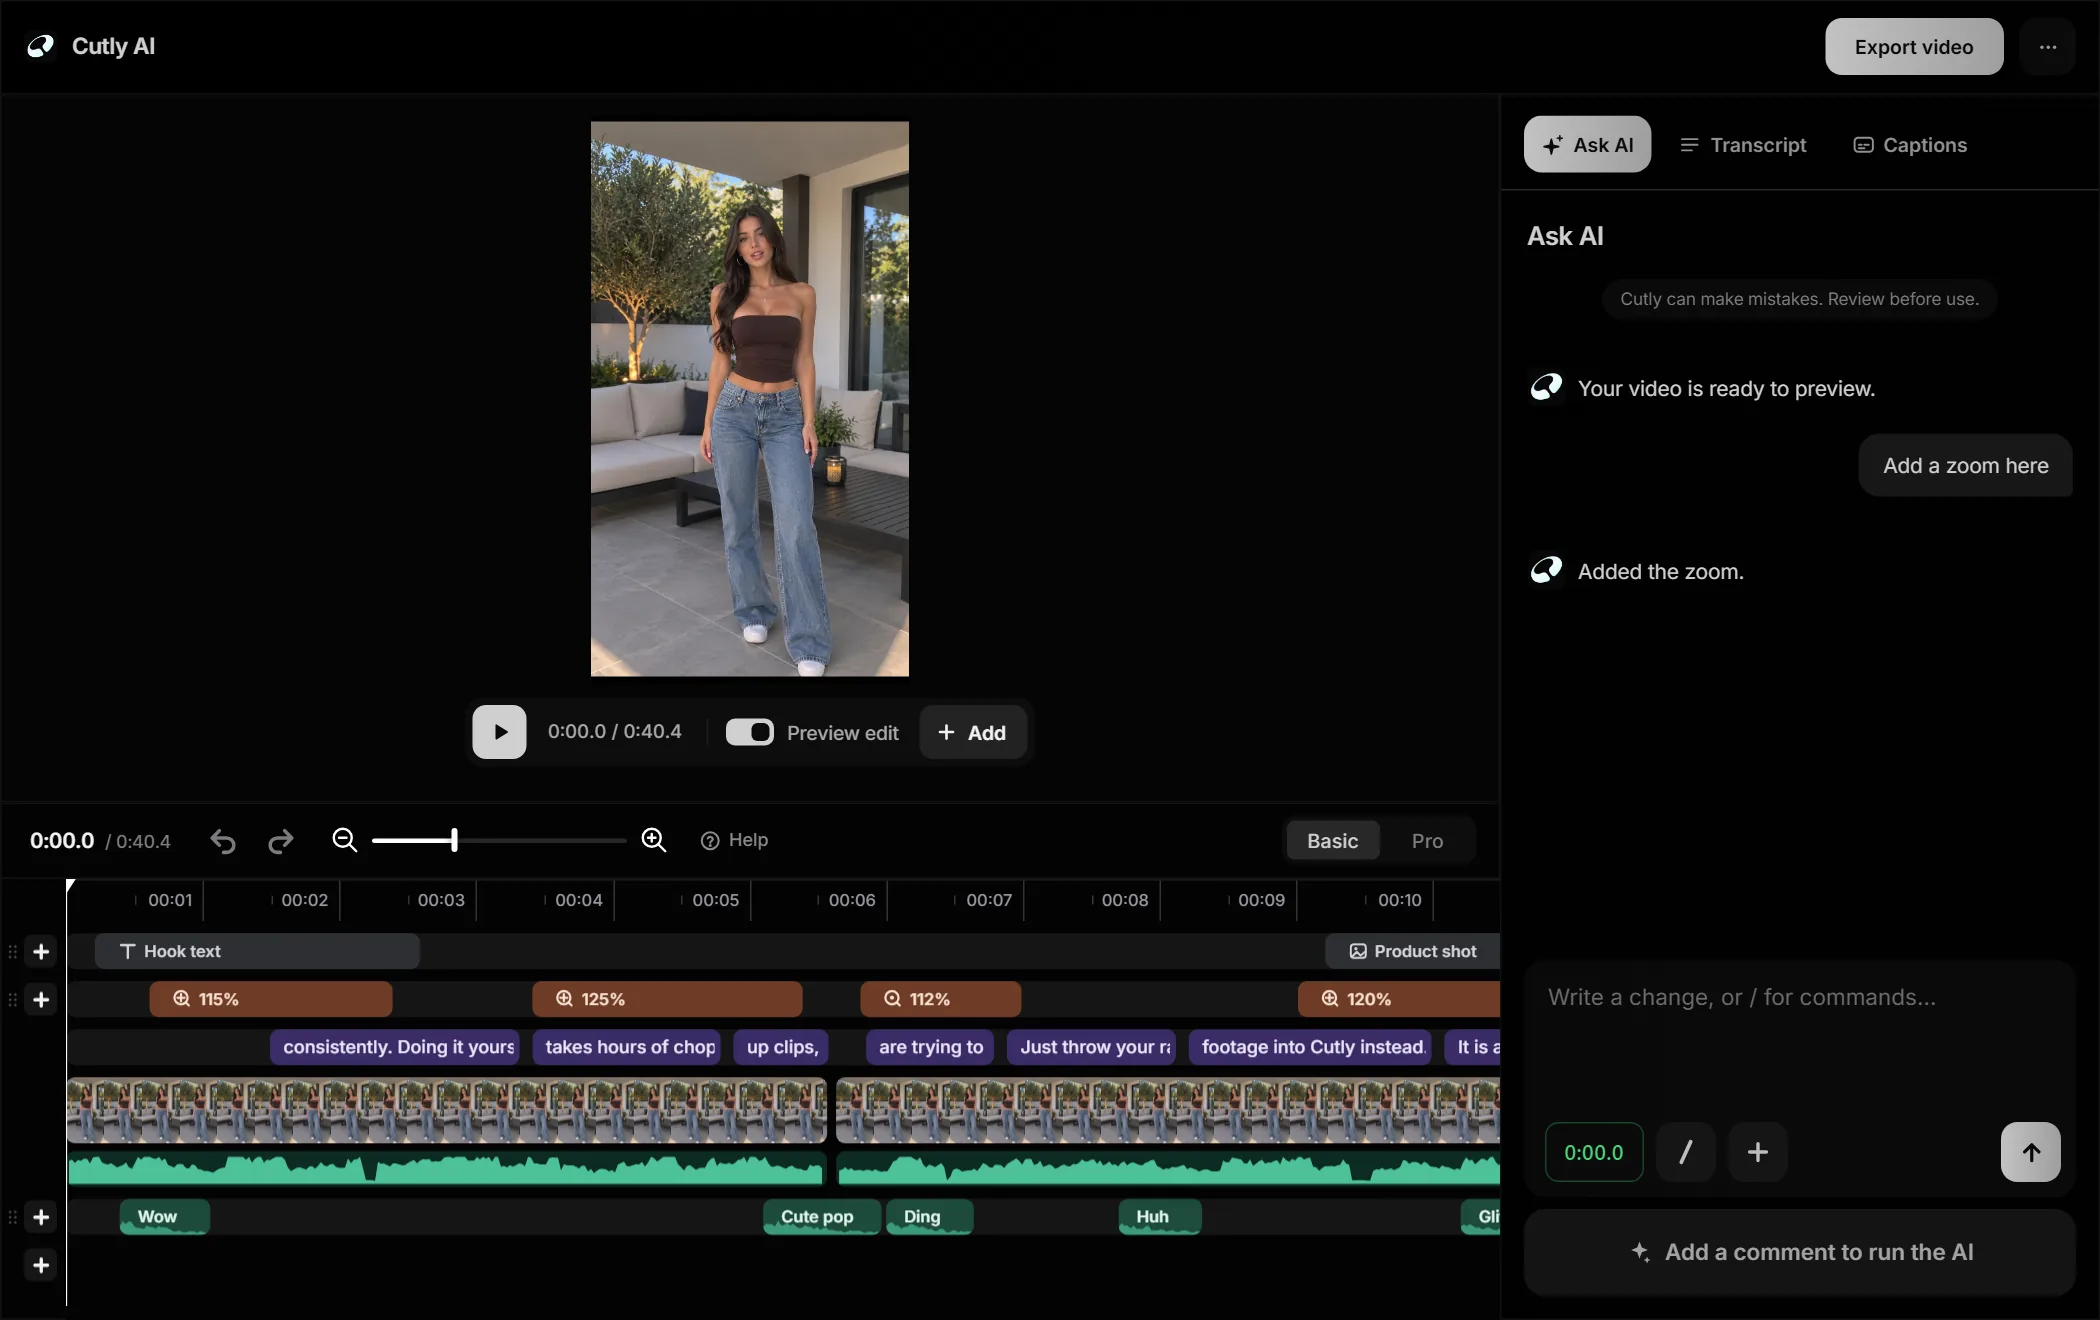 Cutly AI
Export video
Ask AI
Transcript
Captions
Ask AI
Cutly can make mistakes. Review before use.
Your video is ready to preview.
Add a zoom here
Added the zoom.
0:00.0 / 0:40.4
Preview edit
+ Add
0:00.0 / 0:40.4
Help
Basic
Pro
00:01
00:02
00:03
00:04
00:05
00:06
00:07
00:08
00:09
00:10
Hook text
Product shot
115%
125%
112%
120%
consistently. Doing it yours
takes hours of chop
up clips,
are trying to
Just throw your
footage into Cutly instead.
It is
Wow
Cute pop
Ding
Huh
Write a change, or / for commands...
0:00.0
/
+
Add a comment to run the AI